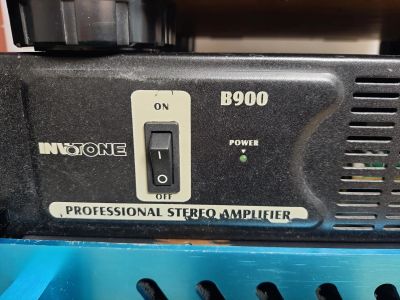 ON
B900
POWER
INVOTONE
I
O
OFF
PROFESSIONAL STEREO AMPLIFIER